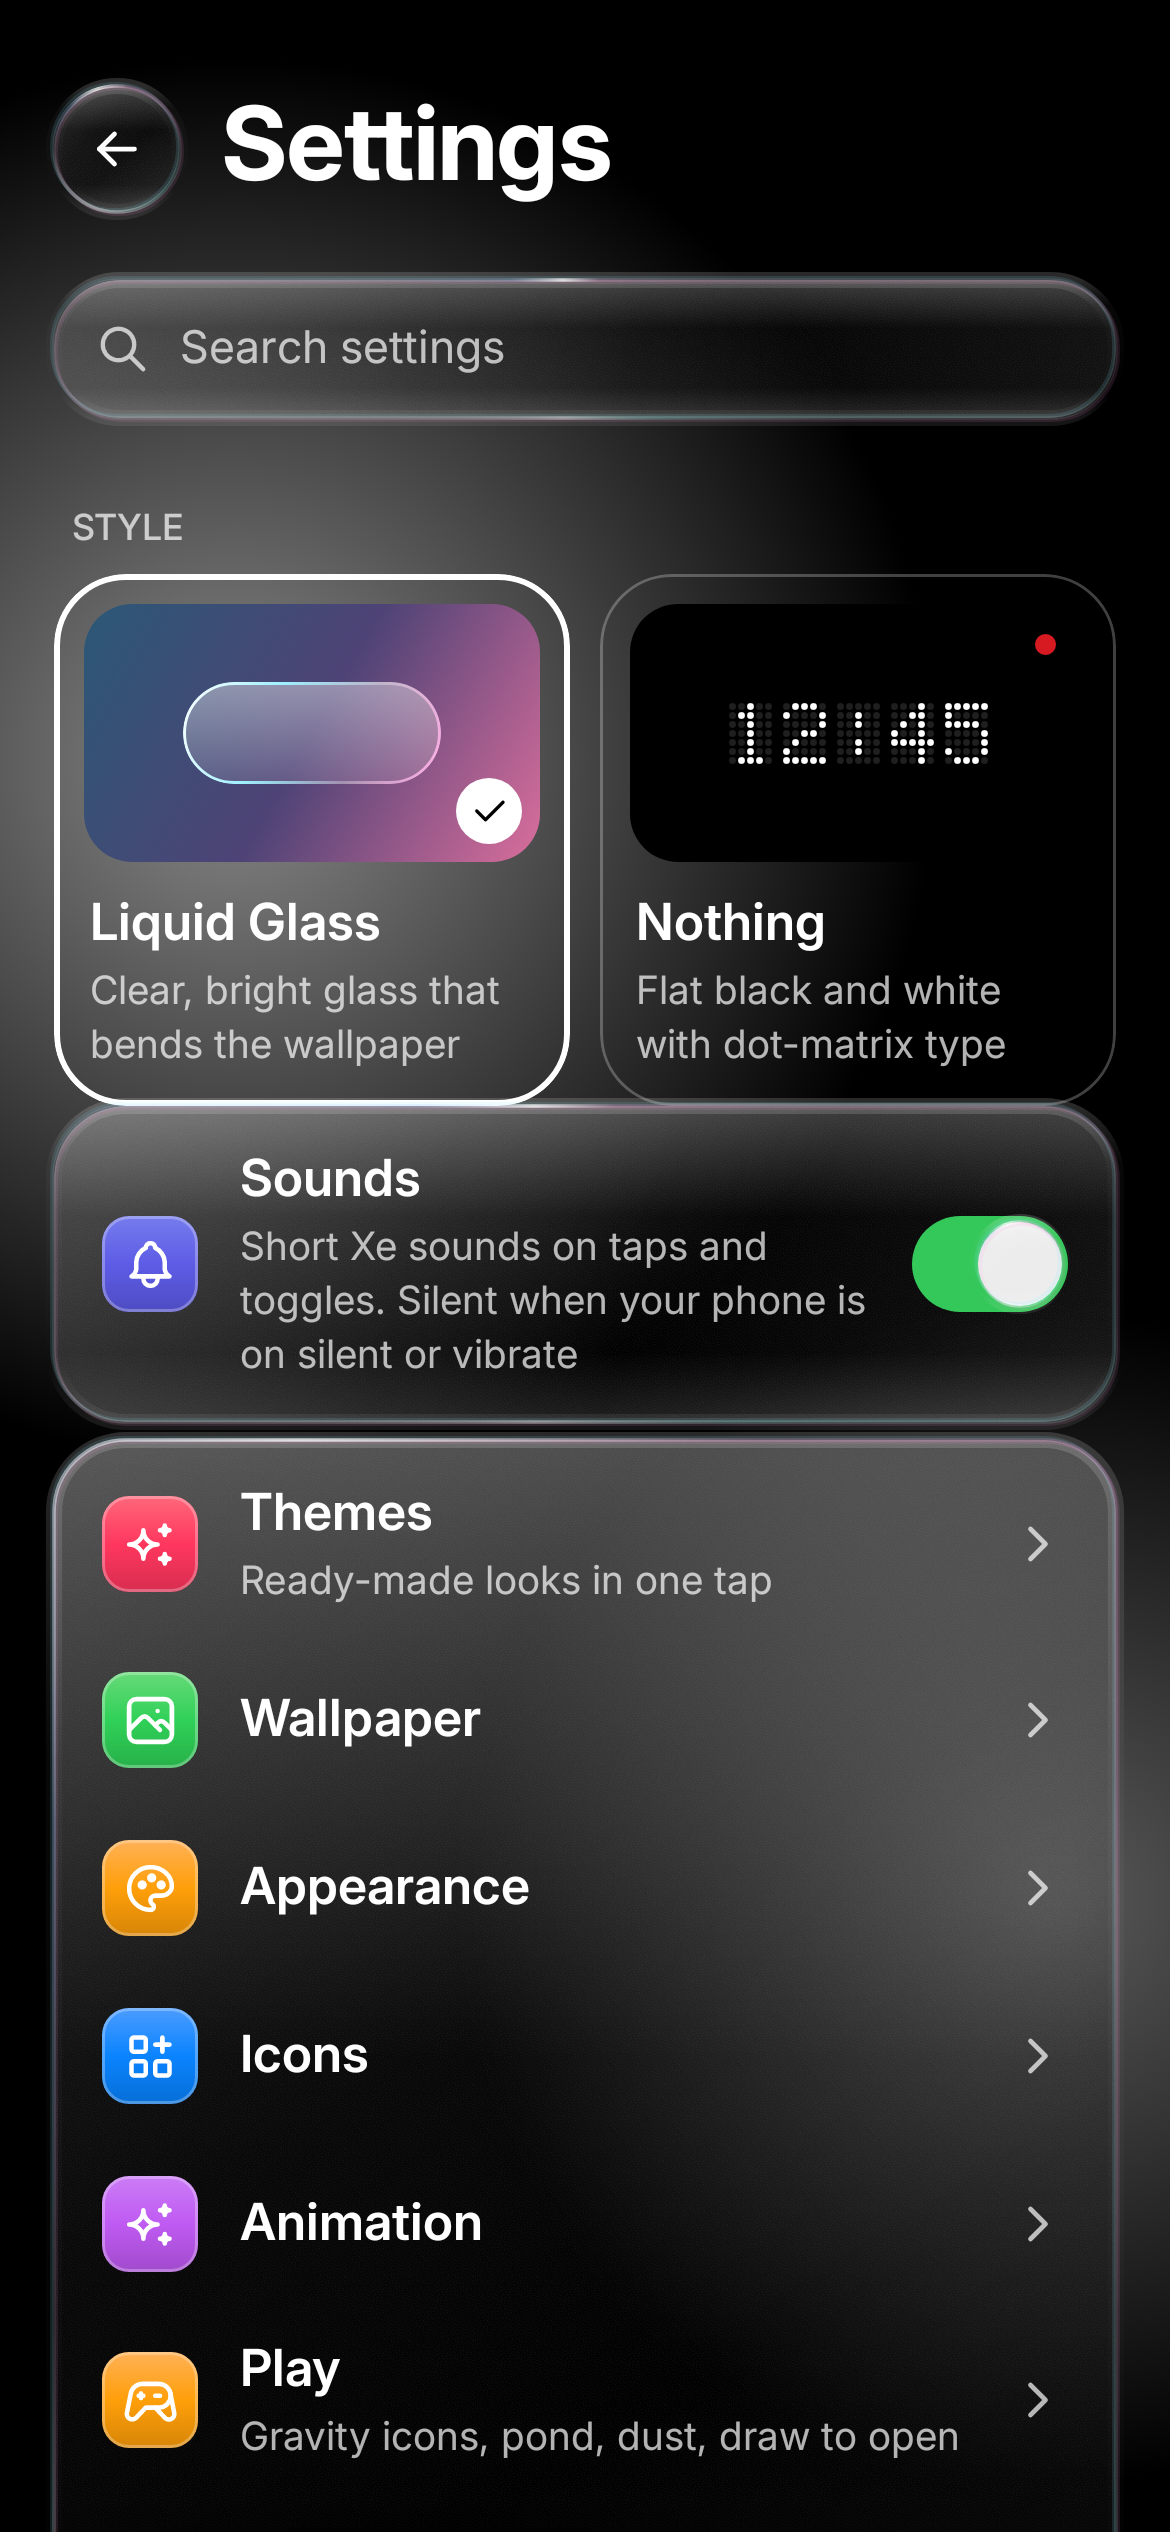 Settings
Search settings
STYLE
12:45
Liquid Glass
Clear, bright glass that
bends the wallpaper
Nothing
Flat black and white
with dot-matrix type
Sounds
Short Xe sounds on taps and
toggles. Silent when your phone is
on silent or vibrate
Themes
Ready-made looks in one tap
Wallpaper
Appearance
Icons
Animation
Play
Gravity icons, pond, dust, draw to open